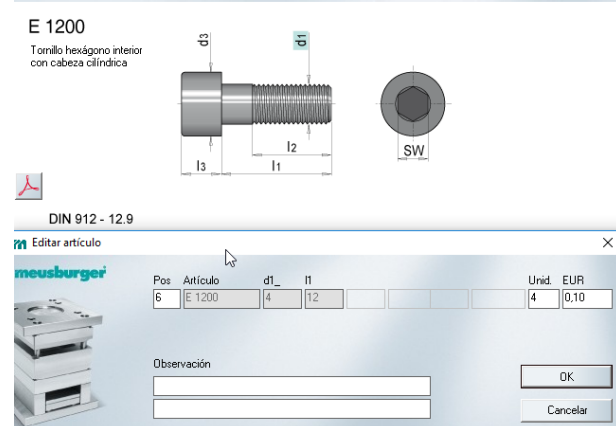 E 1200
Tornillo hexágono interior
con cabeza cilíndrica
d3
d1
l2
l3
l1
SW
DIN 912 - 12.9
m Editar artículo
meusburger
Pos Artículo d1_ l1 Unid. EUR
6 E 1200 4 12 4 0,10
Observación
OK
Cancelar